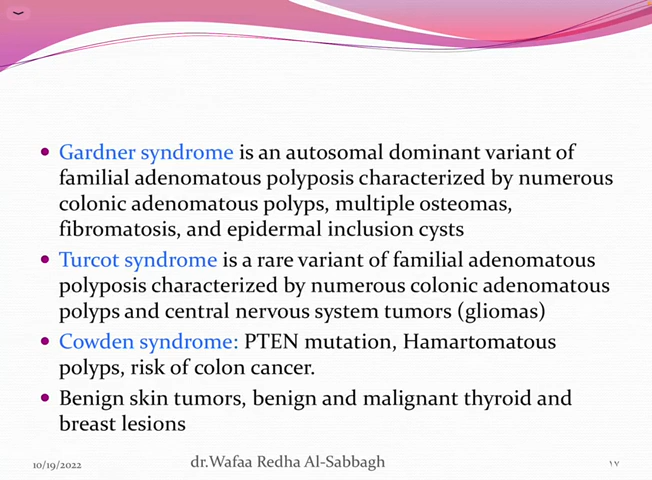 • Gardner syndrome is an autosomal dominant variant of
familial adenomatous polyposis characterized by numerous
colonic adenomatous polyps, multiple osteomas,
fibromatosis, and epidermal inclusion cysts
• Turcot syndrome is a rare variant of familial adenomatous
polyposis characterized by numerous colonic adenomatous
polyps and central nervous system tumors (gliomas)
• Cowden syndrome: PTEN mutation, Hamartomatous
polyps, risk of colon cancer.
• Benign skin tumors, benign and malignant thyroid and
breast lesions
10/19/2022 dr.Wafaa Redha Al-Sabbagh ١٧